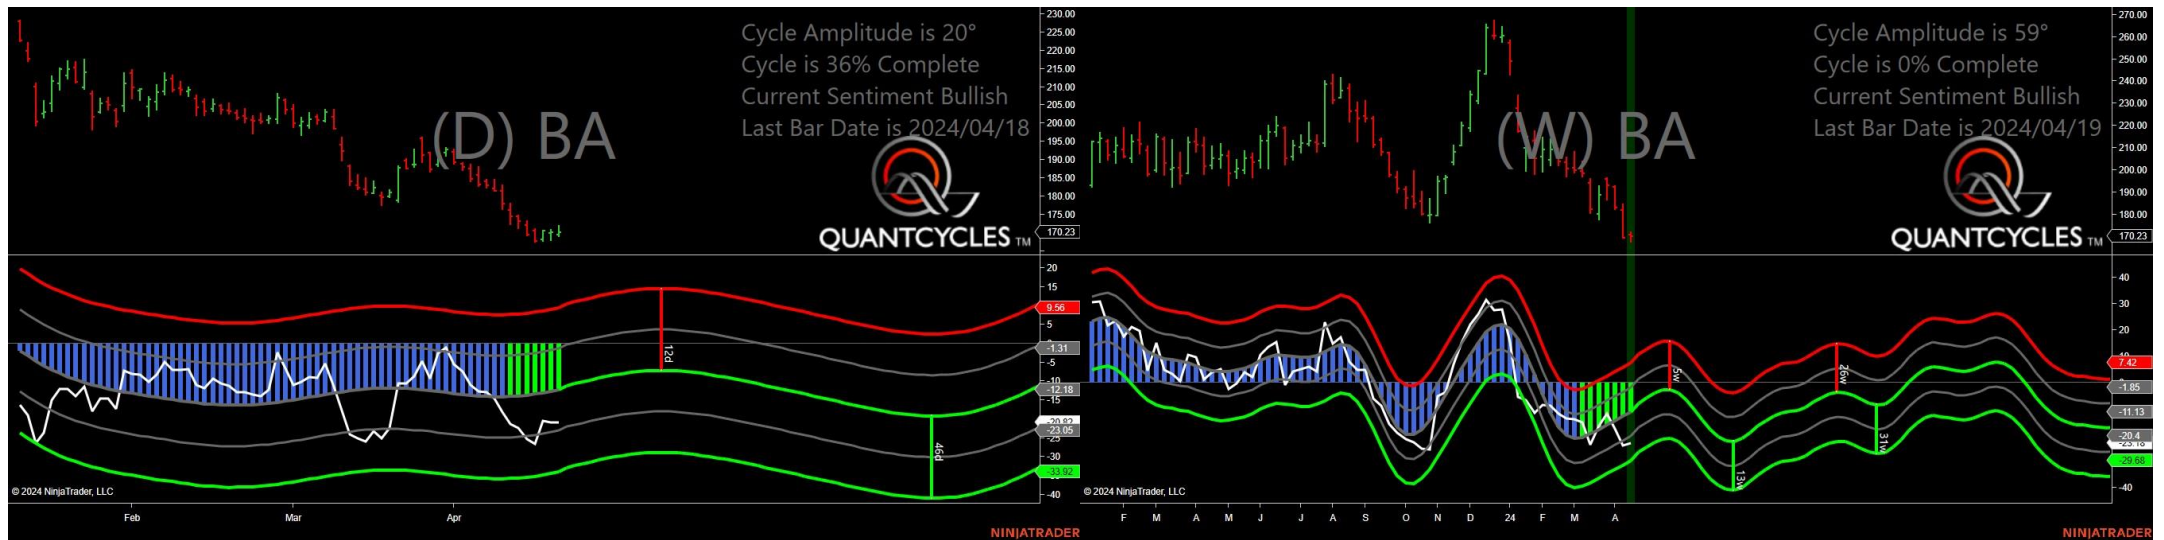 Cycle Amplitude is 20°
Cycle is 36% Complete
Current Sentiment Bullish
Last Bar Date is 2024/04/18
(D) BA
QUANTCYCLES TM
230.00
225.00
220.00
215.00
210.00
205.00
200.00
195.00
190.00
185.00
180.00
175.00
170.23
20
15
9.56
5
-1.31
-5
-10
-12.18
-15
-20.82
-23.05
-25
-30
-33.92
-40
12d
46d
© 2024 NinjaTrader, LLC
Feb Mar Apr
NINJATRADER
Cycle Amplitude is 59°
Cycle is 0% Complete
Current Sentiment Bullish
Last Bar Date is 2024/04/19
(W) BA
QUANTCYCLES TM
270.00
260.00
250.00
240.00
230.00
220.00
210.00
200.00
190.00
180.00
170.23
40
30
20
7.42
-1.85
-11.13
-20.4
-29.68
-40
5w
26w
13w
31w
© 2024 NinjaTrader, LLC
F M A M J J A S O N D 24 F M A
NINJATRADER